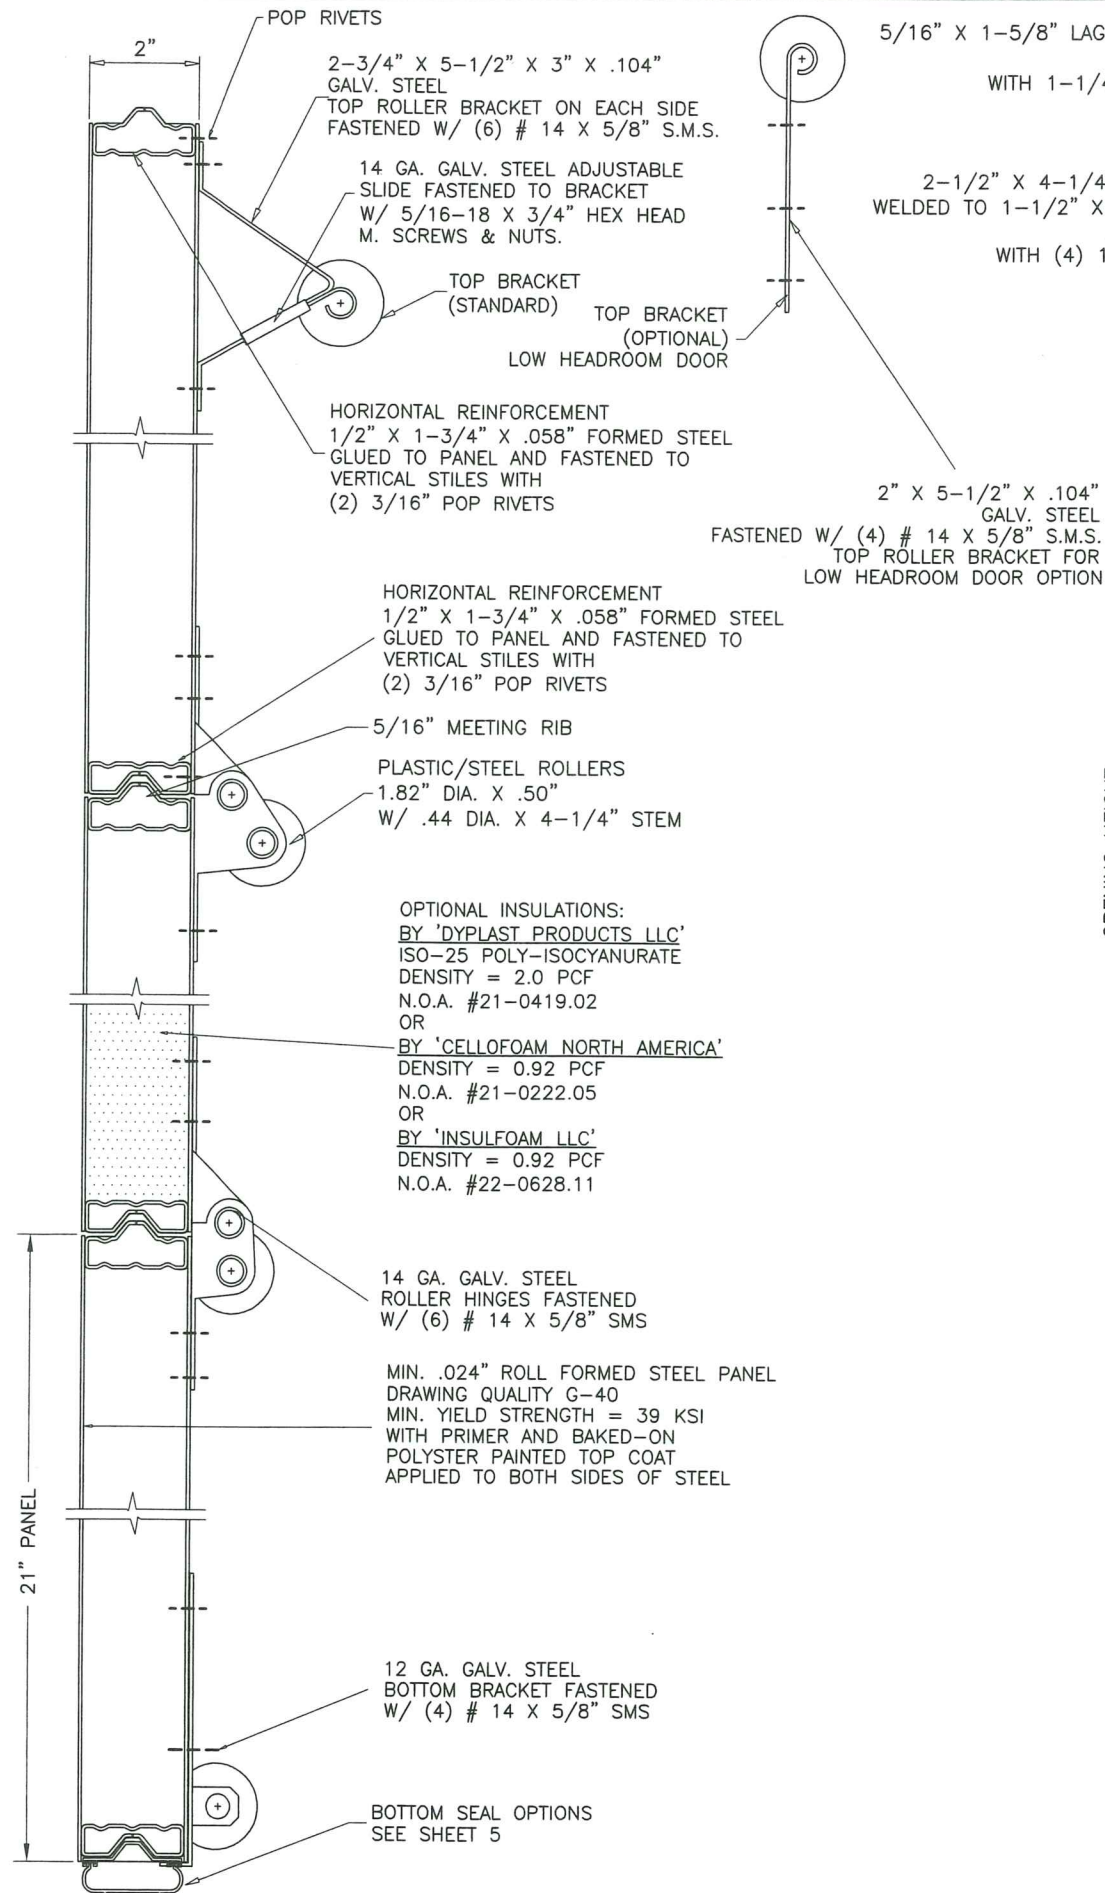 POP RIVETS
2"
2-3/4" X 5-1/2" X 3" X .104"
GALV. STEEL
TOP ROLLER BRACKET ON EACH SIDE
FASTENED W/ (6) # 14 X 5/8" S.M.S.
14 GA. GALV. STEEL ADJUSTABLE
SLIDE FASTENED TO BRACKET
W/ 5/16-18 X 3/4" HEX HEAD
M. SCREWS & NUTS.
TOP BRACKET
(STANDARD)
TOP BRACKET
(OPTIONAL)
LOW HEADROOM DOOR
5/16" X 1-5/8" LAG
WITH 1-1/4
2-1/2" X 4-1/4
WELDED TO 1-1/2" X
WITH (4) 1
HORIZONTAL REINFORCEMENT
1/2" X 1-3/4" X .058" FORMED STEEL
GLUED TO PANEL AND FASTENED TO
VERTICAL STILES WITH
(2) 3/16" POP RIVETS
2" X 5-1/2" X .104"
GALV. STEEL
FASTENED W/ (4) # 14 X 5/8" S.M.S.
TOP ROLLER BRACKET FOR
LOW HEADROOM DOOR OPTION
HORIZONTAL REINFORCEMENT
1/2" X 1-3/4" X .058" FORMED STEEL
GLUED TO PANEL AND FASTENED TO
VERTICAL STILES WITH
(2) 3/16" POP RIVETS
5/16" MEETING RIB
PLASTIC/STEEL ROLLERS
1.82" DIA. X .50"
W/ .44 DIA. X 4-1/4" STEM
OPTIONAL INSULATIONS:
BY 'DYPLAST PRODUCTS LLC'
ISO-25 POLY-ISOCYANURATE
DENSITY = 2.0 PCF
N.O.A. #21-0419.02
OR
BY 'CELLOFOAM NORTH AMERICA'
DENSITY = 0.92 PCF
N.O.A. #21-0222.05
OR
BY 'INSULFOAM LLC'
DENSITY = 0.92 PCF
N.O.A. #22-0628.11
14 GA. GALV. STEEL
ROLLER HINGES FASTENED
W/ (6) # 14 X 5/8" SMS
MIN. .024" ROLL FORMED STEEL PANEL
DRAWING QUALITY G-40
MIN. YIELD STRENGTH = 39 KSI
WITH PRIMER AND BAKED-ON
POLYSTER PAINTED TOP COAT
APPLIED TO BOTH SIDES OF STEEL
21" PANEL
12 GA. GALV. STEEL
BOTTOM BRACKET FASTENED
W/ (4) # 14 X 5/8" SMS
BOTTOM SEAL OPTIONS
SEE SHEET 5